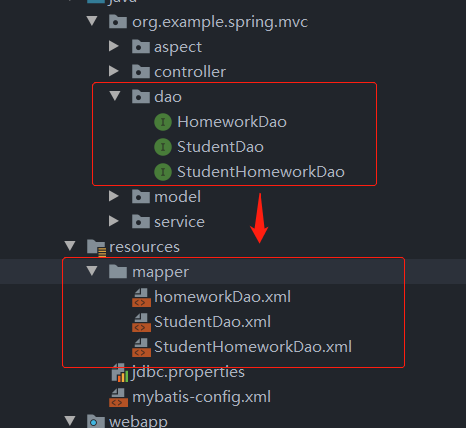 java
org.example.spring.mvc
aspect
controller
dao
HomeworkDao
StudentDao
StudentHomeworkDao
model
service
resources
mapper
homeworkDao.xml
StudentDao.xml
StudentHomeworkDao.xml
jdbc.properties
mybatis-config.xml
webapp